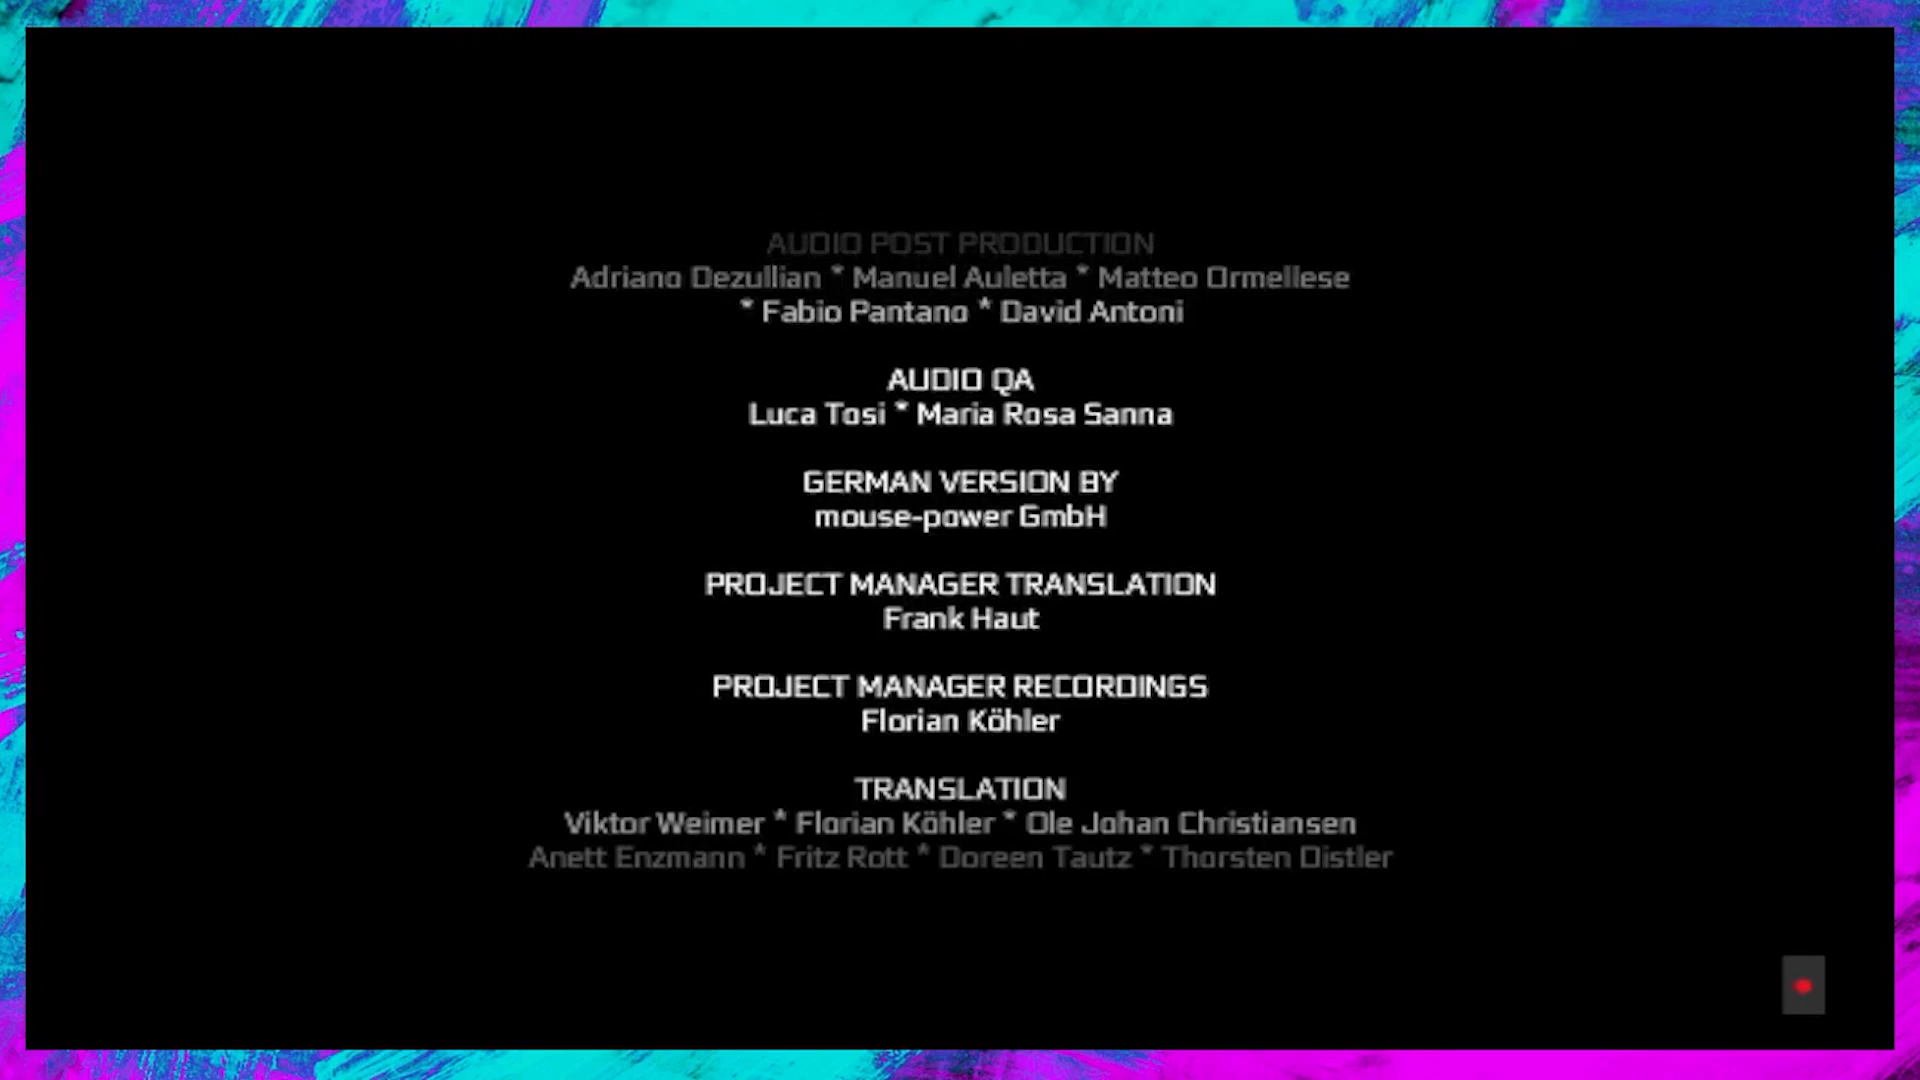 AUDIO POST PRODUCTION
Adriano Dezullian * Manuel Auletta * Matteo Ormellese
* Fabio Pantano * David Antoni
AUDIO QA
Luca Tosi * Maria Rosa Sanna
GERMAN VERSION BY
mouse-power GmbH
PROJECT MANAGER TRANSLATION
Frank Haut
PROJECT MANAGER RECORDINGS
Florian Köhler
TRANSLATION
Viktor Weimer * Florian Köhler * Ole Johan Christiansen
Anett Enzmann * Fritz Rott * Doreen Tautz * Thorsten Distler